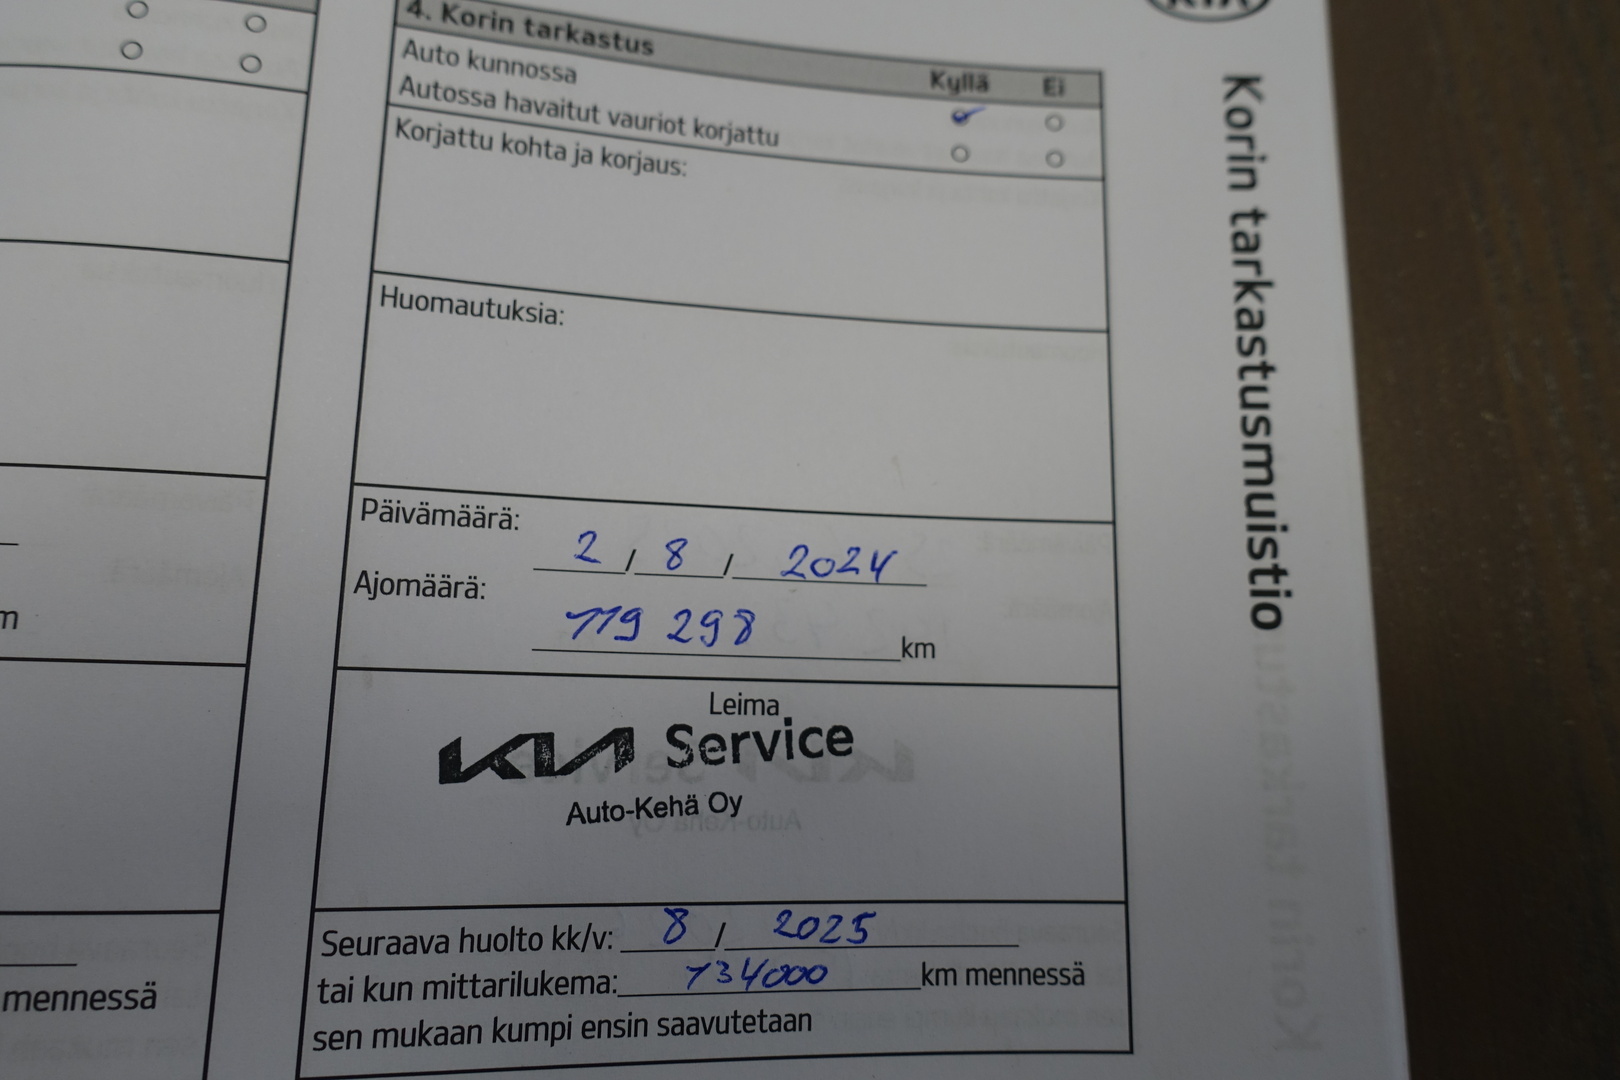 4. Korin tarkastus
Kyllä Ei
Auto kunnossa
Autossa havaitut vauriot korjattu
Korjattu kohta ja korjaus:
Huomautuksia:
Päivämäärä: 2 / 8 / 2024
Ajomäärä: 119 298 km
Leima
KIA Service
Auto-Kehä Oy
Seuraava huolto kk/v: 8 / 2025
tai kun mittarilukema: 134000 km mennessä
sen mukaan kumpi ensin saavutetaan
mennessä
KIA
Korin tarkastusmuistio